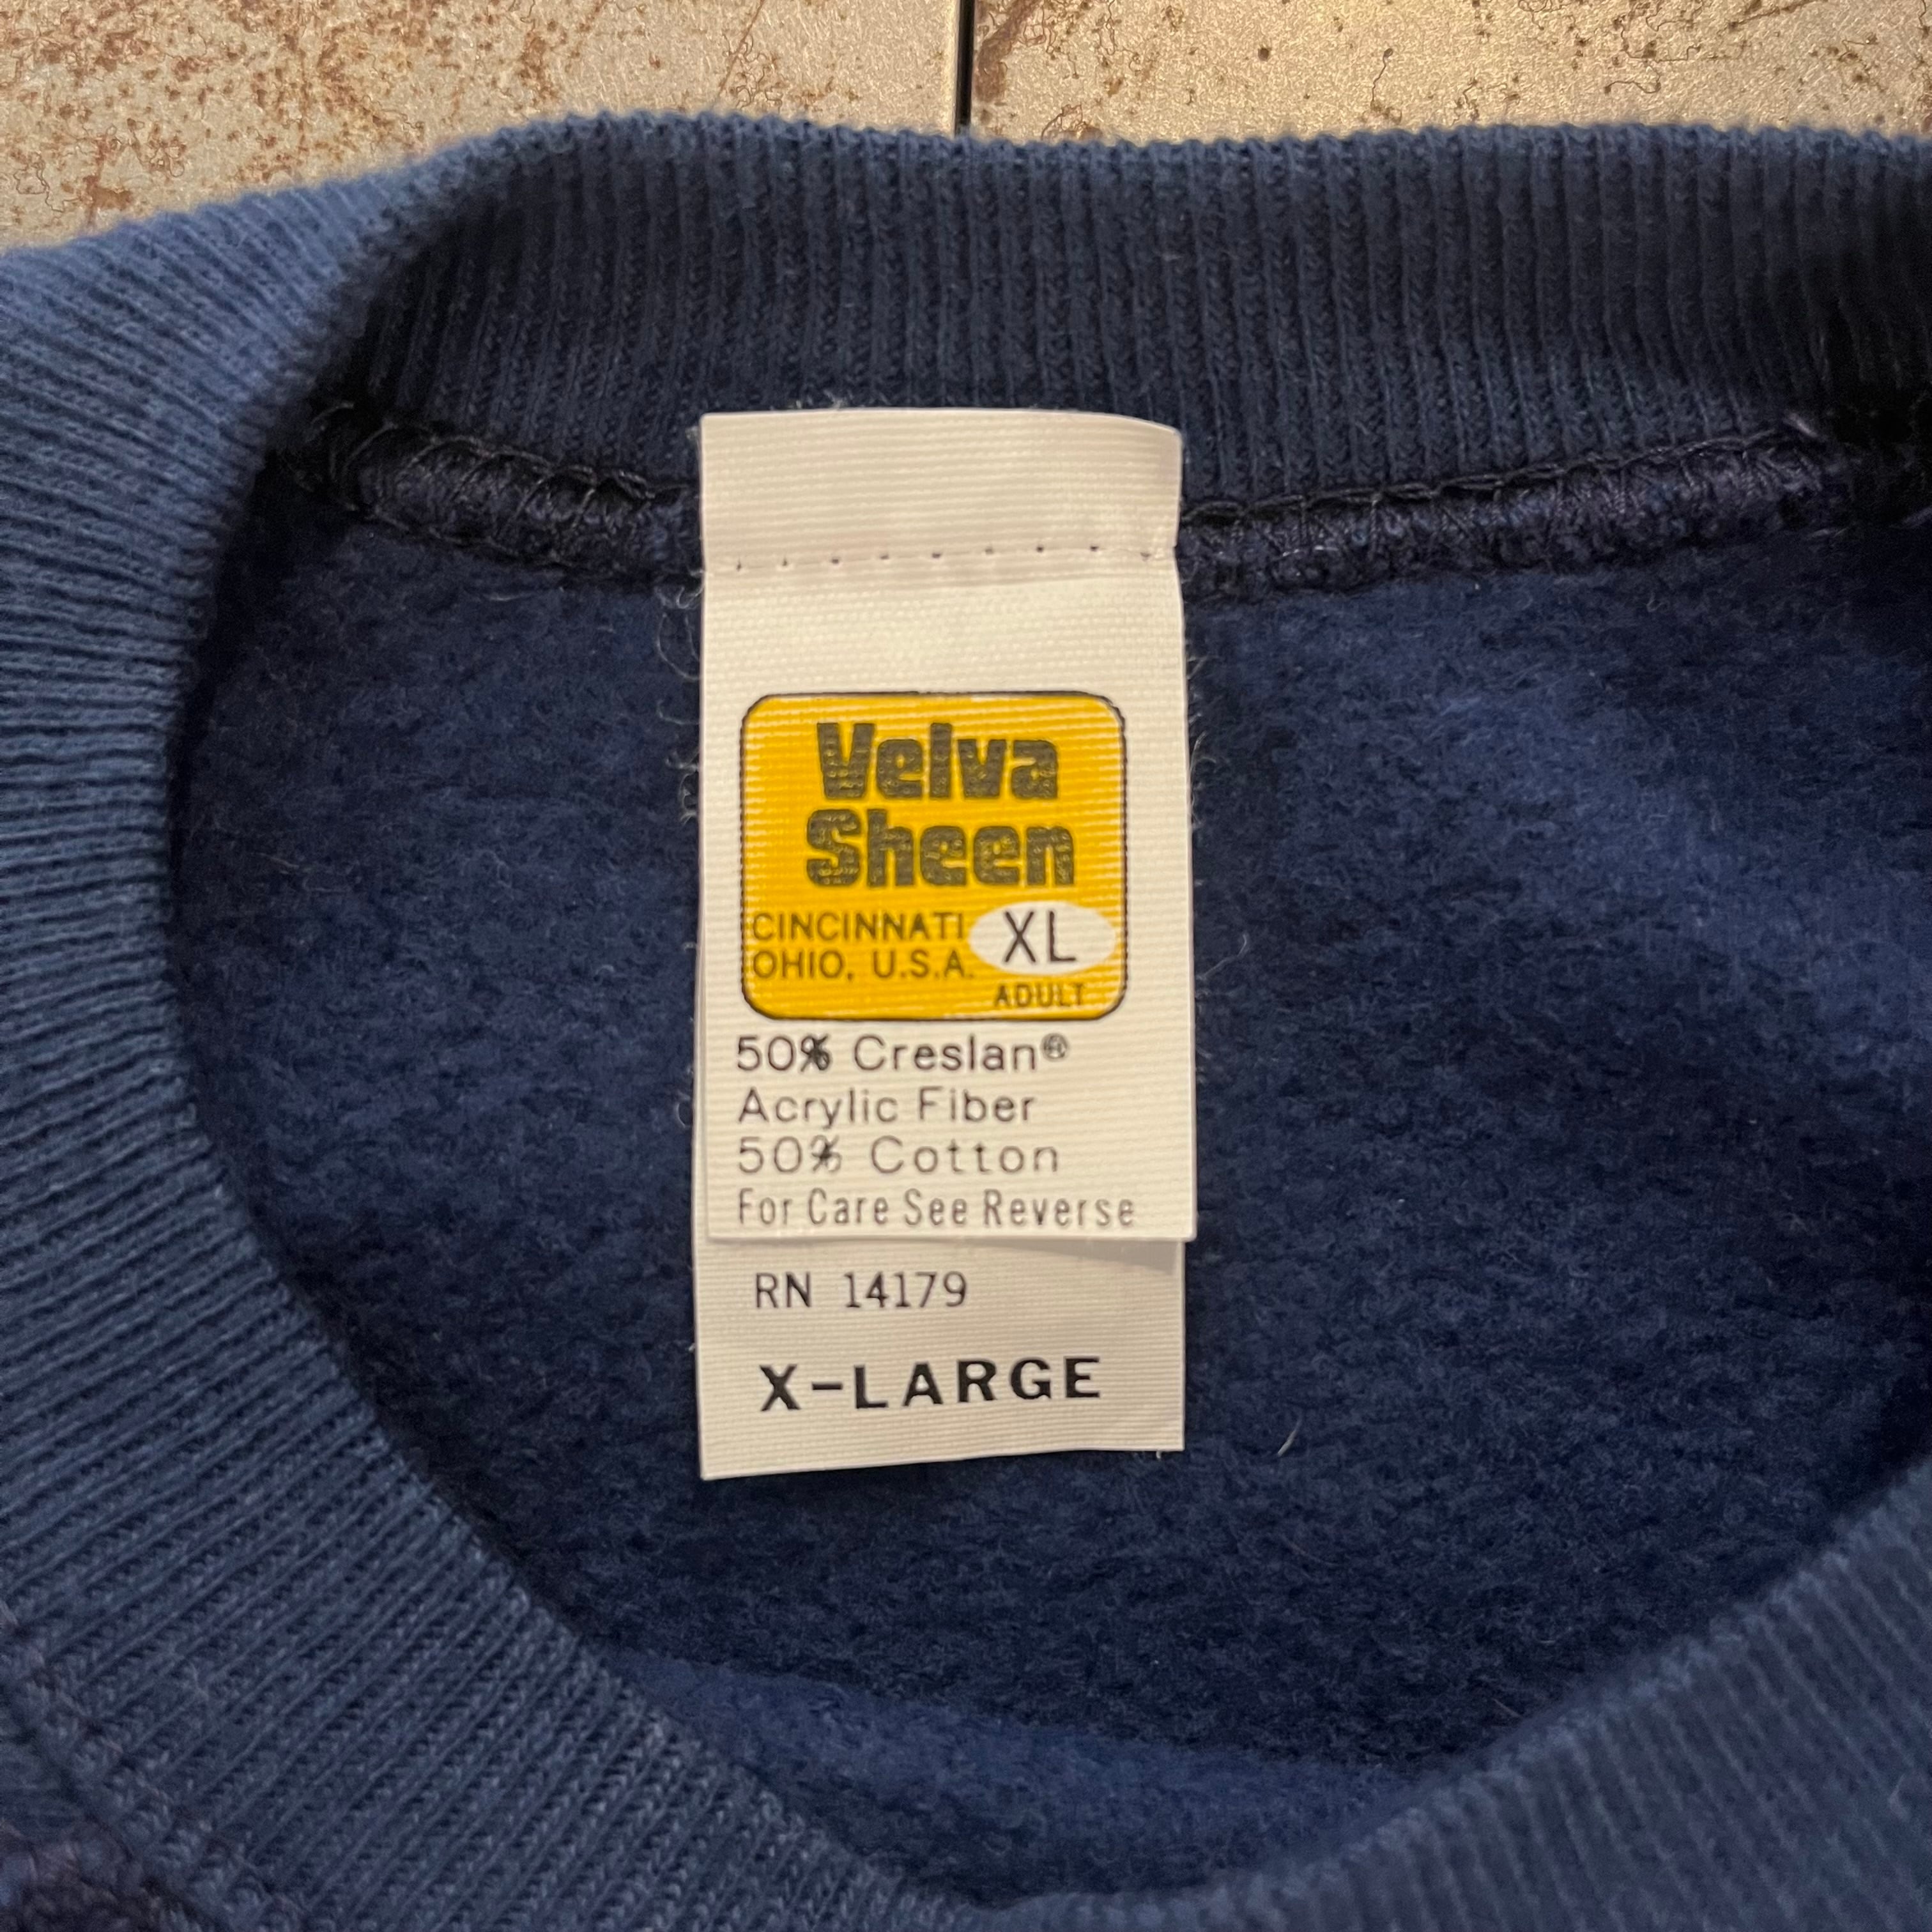 Velva
Sheen
CINCINNATI XL
OHIO, U.S.A.
ADULT
50% Creslan®
Acrylic Fiber
50% Cotton
For Care See Reverse
RN 14179
X-LARGE